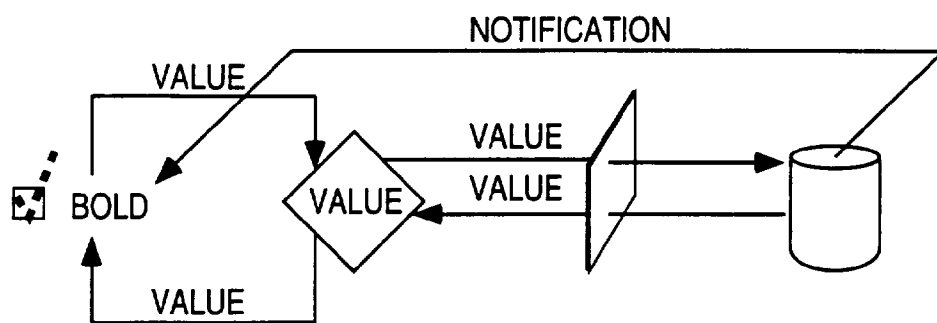 NOTIFICATION
VALUE
VALUE
BOLD
VALUE
VALUE
VALUE